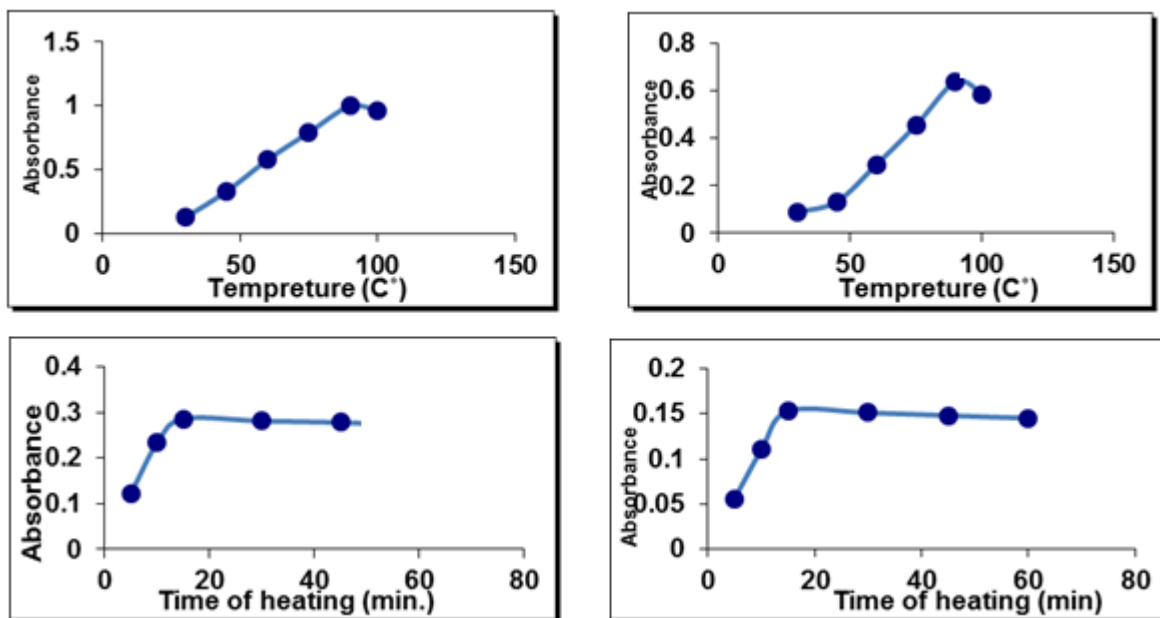 Absorbance
1.5
1
0.5
0
0 50 100 150
Tempreture (C˚)
Absorbance
0.8
0.6
0.4
0.2
0
0 50 100 150
Tempreture (C˚)
Absorbance
0.4
0.3
0.2
0.1
0
0 20 40 60 80
Time of heating (min.)
Absorbance
0.2
0.15
0.1
0.05
0
0 20 40 60 80
Time of heating (min)